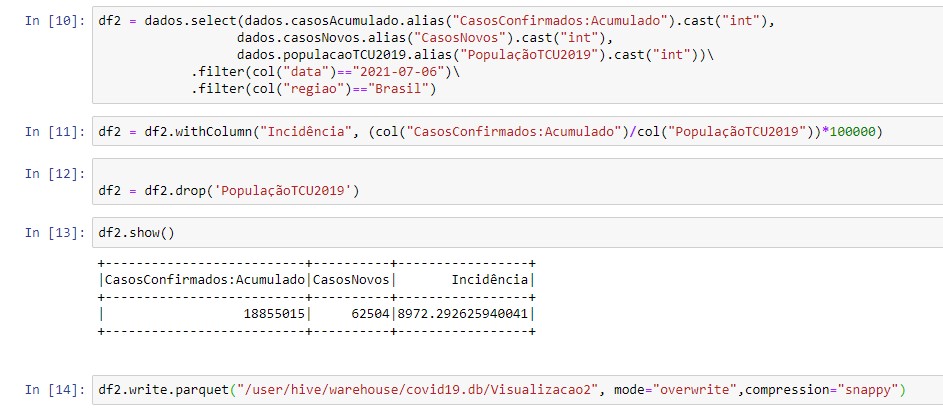 In [10]: df2 = dados.select(dados.casosAcumulado.alias("CasosConfirmados:Acumulado").cast("int"),
                  dados.casosNovos.alias("CasosNovos").cast("int"),
                  dados.populacaoTCU2019.alias("PopulaçãoTCU2019").cast("int"))\
            .filter(col("data")=="2021-07-06")\
            .filter(col("regiao")=="Brasil")
In [11]: df2 = df2.withColumn("Incidência", (col("CasosConfirmados:Acumulado")/col("PopulaçãoTCU2019"))*100000)
In [12]:
df2 = df2.drop('PopulaçãoTCU2019')
In [13]: df2.show()
+--------------------------+----------+-----------------+
|CasosConfirmados:Acumulado|CasosNovos|       Incidência|
+--------------------------+----------+-----------------+
|                  18855015|     62504|8972.292625940041|
+--------------------------+----------+-----------------+
In [14]: df2.write.parquet("/user/hive/warehouse/covid19.db/Visualizacao2", mode="overwrite",compression="snappy")